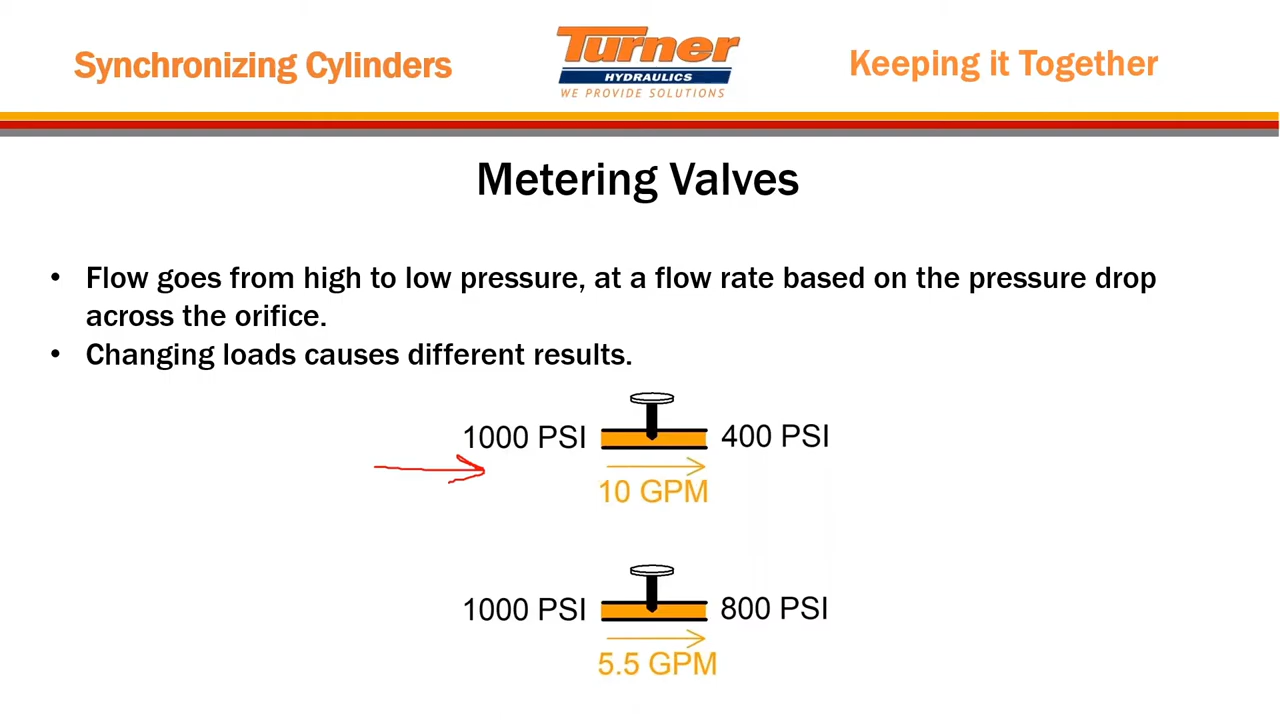 Synchronizing Cylinders
Turner
HYDRAULICS
WE PROVIDE SOLUTIONS
Keeping it Together
Metering Valves
• Flow goes from high to low pressure, at a flow rate based on the pressure drop
across the orifice.
• Changing loads causes different results.
1000 PSI 400 PSI
10 GPM
1000 PSI 800 PSI
5.5 GPM